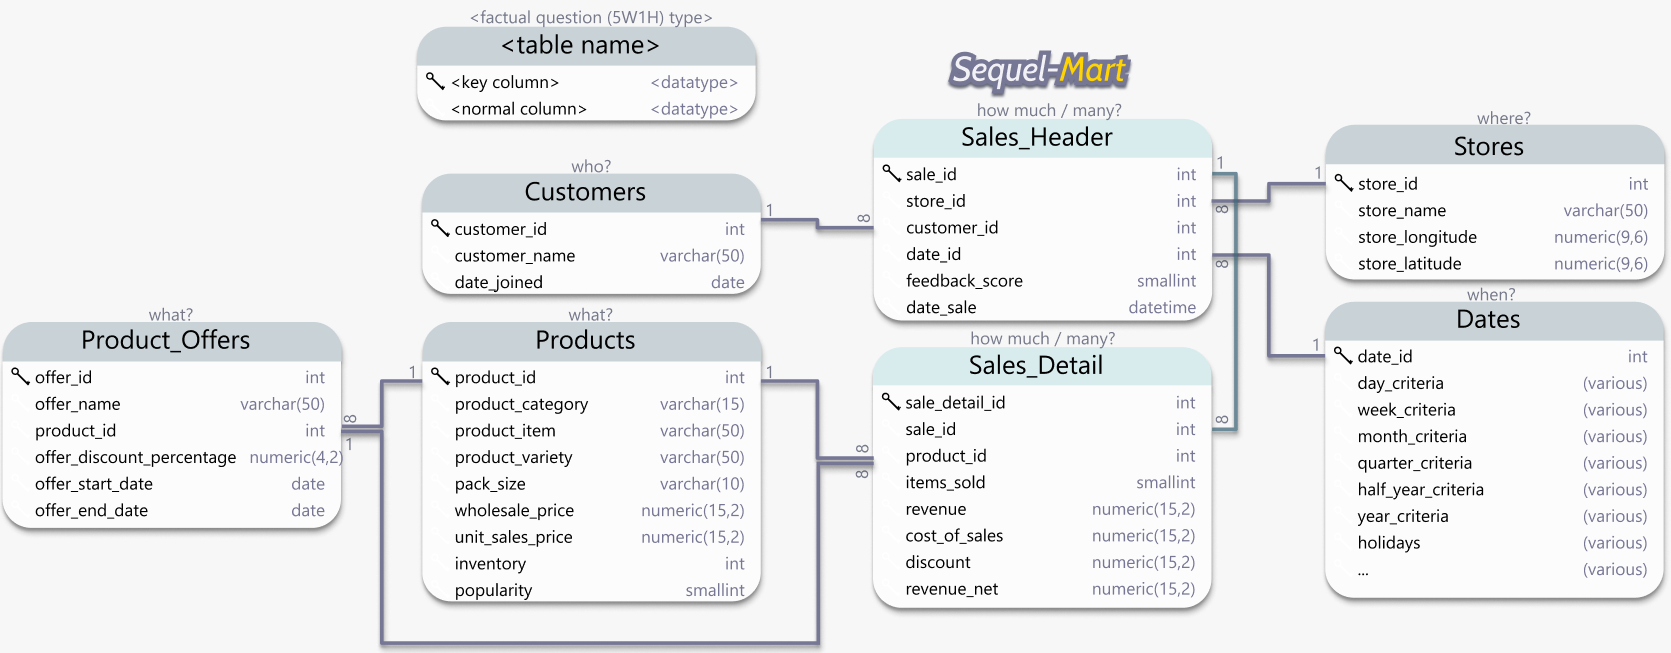 <factual question (5W1H) type>
<table name>
<key column> <datatype>
<normal column> <datatype>
Sequel-Mart
how much / many?
Sales_Header
sale_id int
store_id int
customer_id int
date_id int
feedback_score smallint
date_sale datetime
where?
Stores
store_id int
store_name varchar(50)
store_longitude numeric(9,6)
store_latitude numeric(9,6)
who?
Customers
customer_id int
customer_name varchar(50)
date_joined date
when?
Dates
date_id int
day_criteria (various)
week_criteria (various)
month_criteria (various)
quarter_criteria (various)
half_year_criteria (various)
year_criteria (various)
holidays (various)
... (various)
what?
Product_Offers
offer_id int
offer_name varchar(50)
product_id int
offer_discount_percentage numeric(4,2)
offer_start_date date
offer_end_date date
what?
Products
product_id int
product_category varchar(15)
product_item varchar(50)
product_variety varchar(50)
pack_size varchar(10)
wholesale_price numeric(15,2)
unit_sales_price numeric(15,2)
inventory int
popularity smallint
how much / many?
Sales_Detail
sale_detail_id int
sale_id int
product_id int
items_sold smallint
revenue numeric(15,2)
cost_of_sales numeric(15,2)
discount numeric(15,2)
revenue_net numeric(15,2)
1 ∞
1 ∞
∞ 1
∞ 1
∞ 1
1 ∞
1 ∞